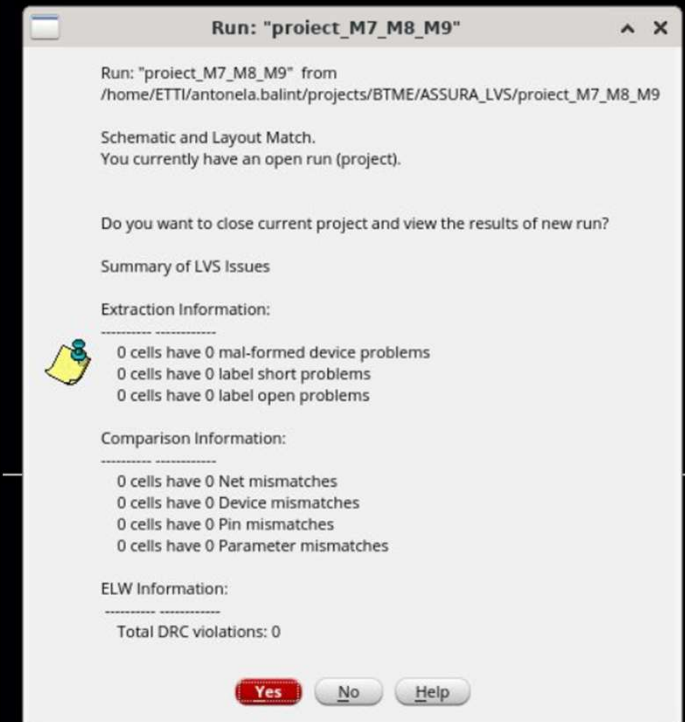 Run: "proiect_M7_M8_M9"
Run: "proiect_M7_M8_M9" from
/home/ETTI/antonela.balint/projects/BTME/ASSURA_LVS/proiect_M7_M8_M9
Schematic and Layout Match.
You currently have an open run (project).
Do you want to close current project and view the results of new run?
Summary of LVS Issues
Extraction Information:
---------- ------------
0 cells have 0 mal-formed device problems
0 cells have 0 label short problems
0 cells have 0 label open problems
Comparison Information:
---------- ------------
0 cells have 0 Net mismatches
0 cells have 0 Device mismatches
0 cells have 0 Pin mismatches
0 cells have 0 Parameter mismatches
ELW Information:
---------- ------------
Total DRC violations: 0
Yes No Help